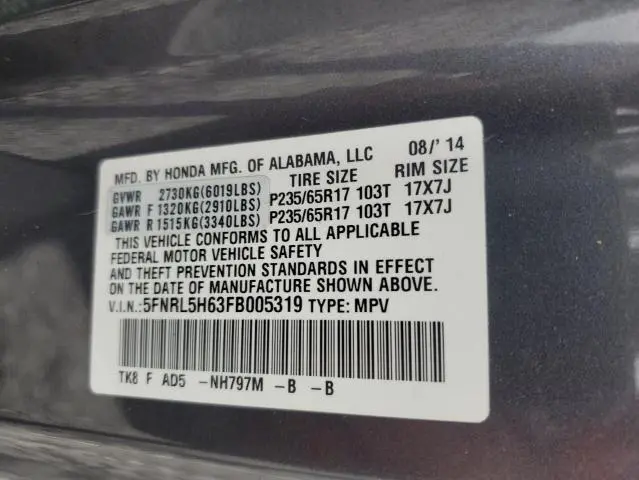 MFD. BY HONDA MFG. OF ALABAMA, LLC 08/'14
TIRE SIZE RIM SIZE
GVWR 2730KG(6019LBS)
GAWR F 1320KG(2910LBS) P235/65R17 103T 17X7J
GAWR R 1515KG(3340LBS) P235/65R17 103T 17X7J
THIS VEHICLE CONFORMS TO ALL APPLICABLE
FEDERAL MOTOR VEHICLE SAFETY
AND THEFT PREVENTION STANDARDS IN EFFECT
ON THE DATE OF MANUFACTURE SHOWN ABOVE.
V.I.N.:5FNRL5H63FB005319 TYPE: MPV
TK8 F AD5 -NH797M -B -B